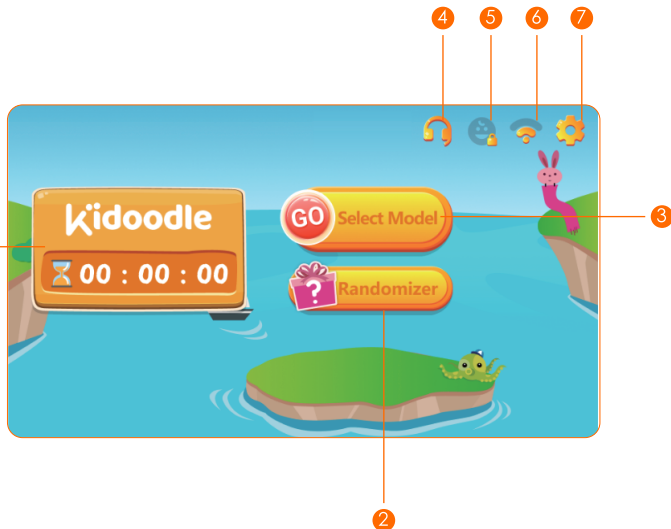 4 5 6 7
kidoodle
00 : 00 : 00
GO Select Model
3
? Randomizer
2